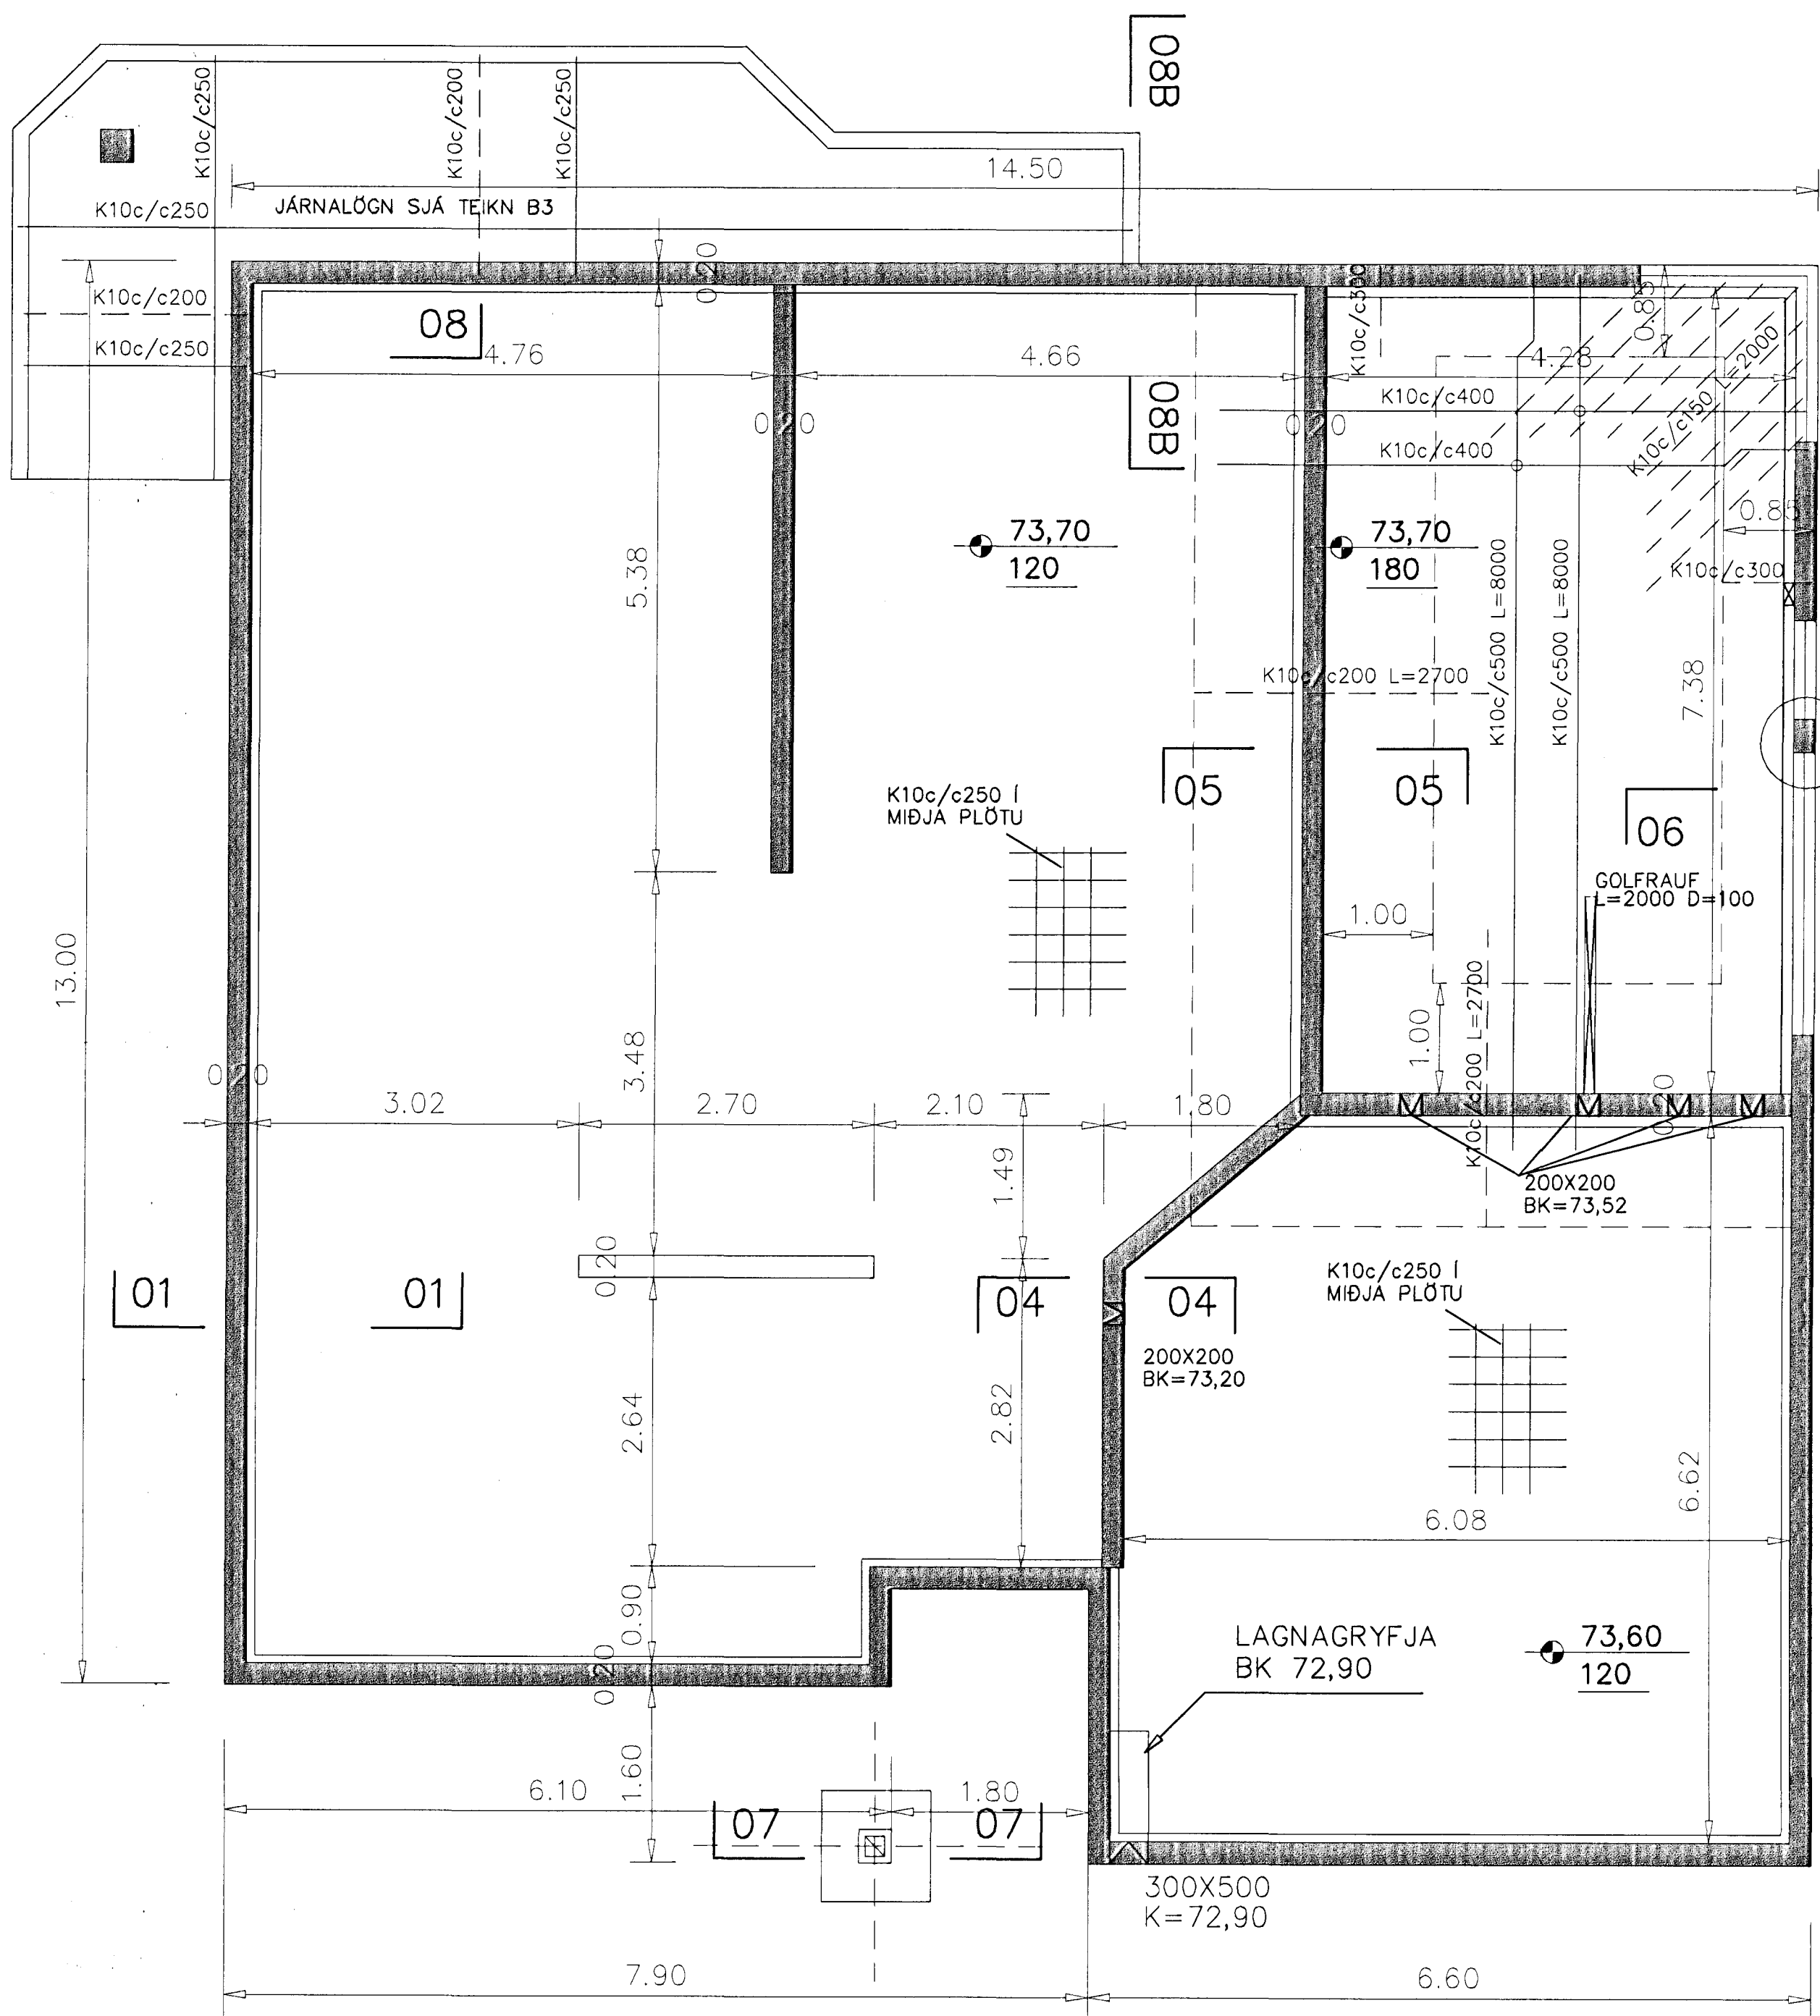 08B
K10c/c250
K10c/c200
K10c/c250
14.50
K10c/c250
JÁRNALÖGN SJÁ TEIKN B3
0.20
K10c/c200
K10c/c300
0.85
08
K10c/c250
4.76
4.66
4.28
K10c/c150 L=2000
08B
K10c/c400
0.20
0.20
K10c/c400
0.85
73,70
120
73,70
180
5.38
K10c/c300
K10c/c500 L=8000
K10c/c500 L=8000
K10c/c200 L=2700
7.38
05
05
K10c/c250 Í
MIÐJA PLÖTU
06
GOLFRAUF
L=2000 D=100
1.00
13.00
1.00
K10c/c200 L=2700
3.48
0.20
3.02
2.70
2.10
1.80
0.20
1.49
200X200
BK=73,52
0.20
01
01
04
04
K10c/c250 Í
MIÐJA PLÖTU
200X200
BK=73,20
2.64
2.82
6.62
6.08
0.90
LAGNAGRYFJA
BK 72,90
73,60
120
0.20
6.10
1.60
1.80
07
07
300X500
K=72,90
7.90
6.60